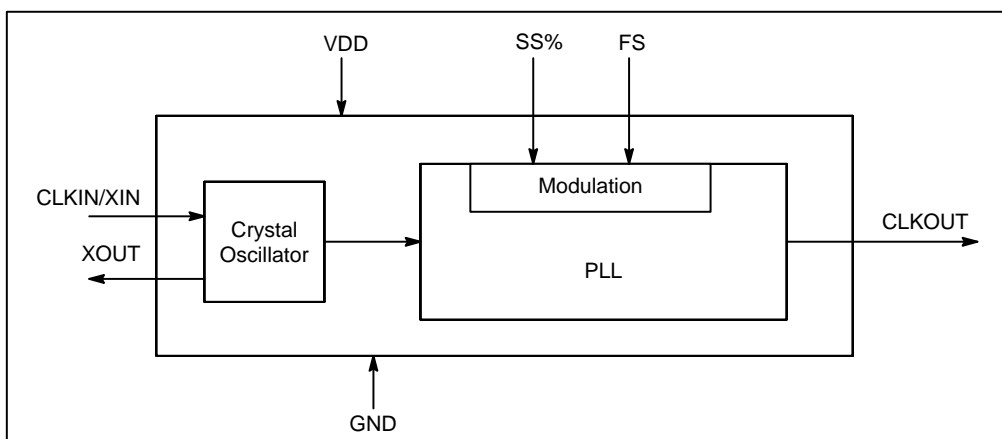 VDD
SS%
FS
Modulation
CLKIN/XIN
Crystal
Oscillator
CLKOUT
XOUT
PLL
GND